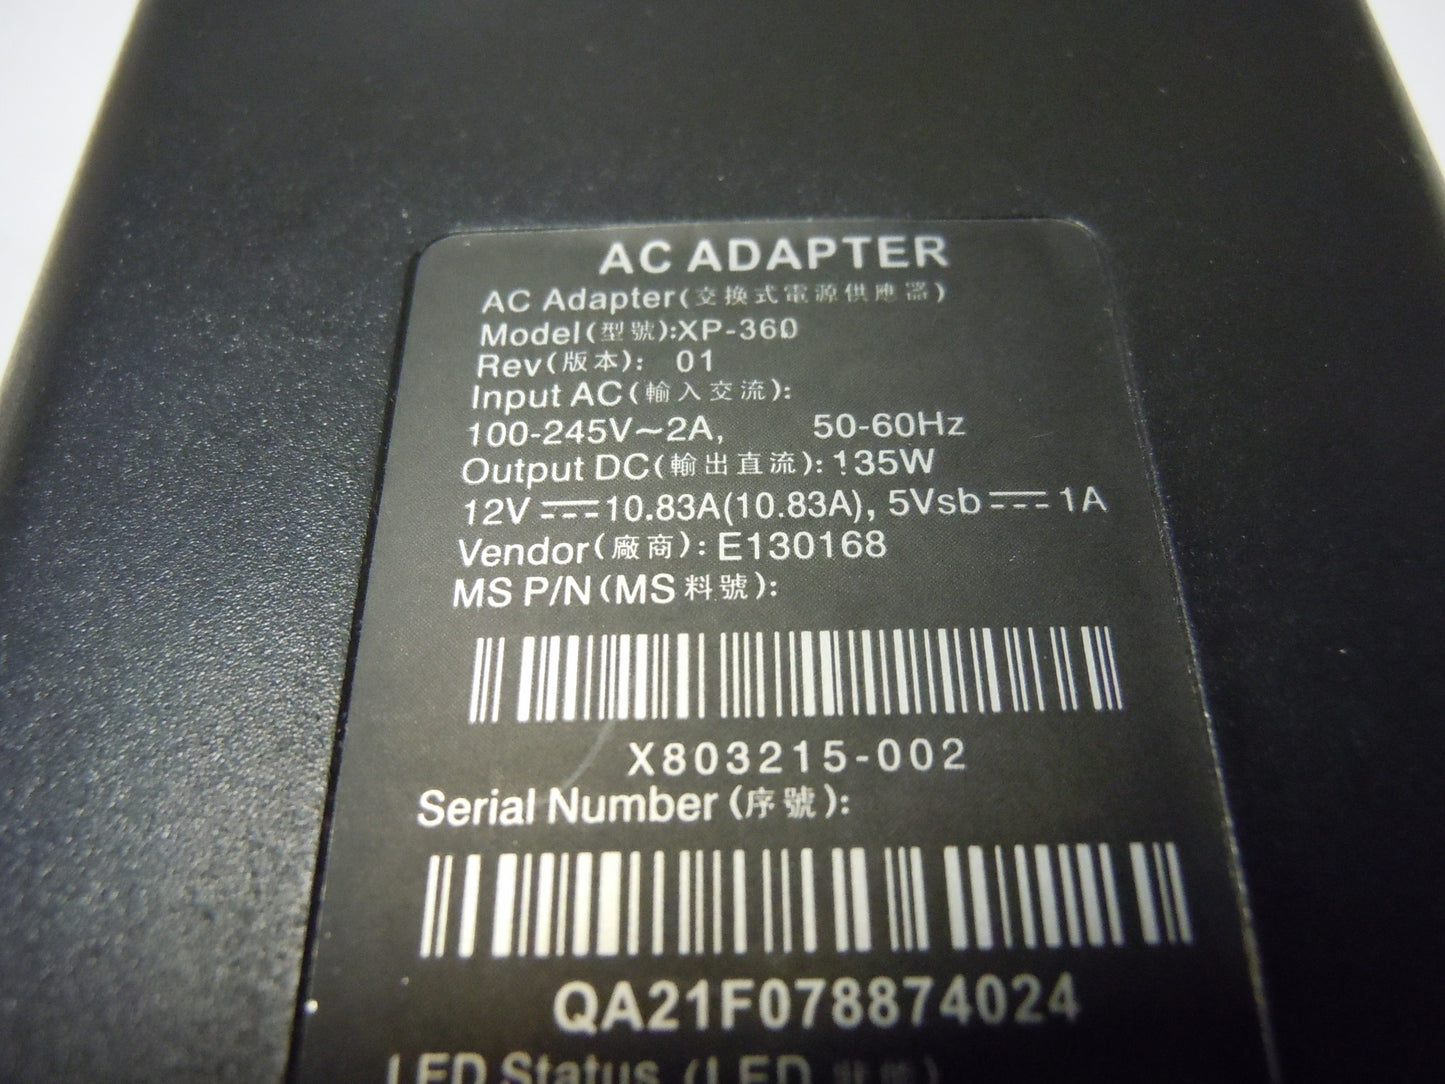 AC ADAPTER
AC Adapter(交換式電源供應器)
Model(型號):XP-360
Rev(版本): 01
Input AC(輸入交流):
100-245V~2A, 50-60Hz
Output DC(輸出直流):135W
12V⎓10.83A(10.83A), 5Vsb⎓1A
Vendor(廠商):E130168
MS P/N(MS料號):
X803215-002
Serial Number(序號):
QA21F078874024
LED Status (LED